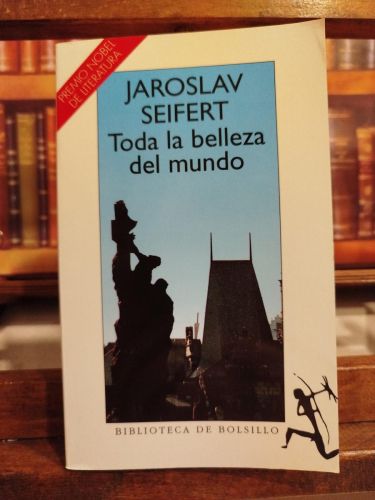 PREMIO NOBEL
DE LITERATURA
JAROSLAV
SEIFERT
Toda la belleza
del mundo
BIBLIOTECA DE BOLSILLO